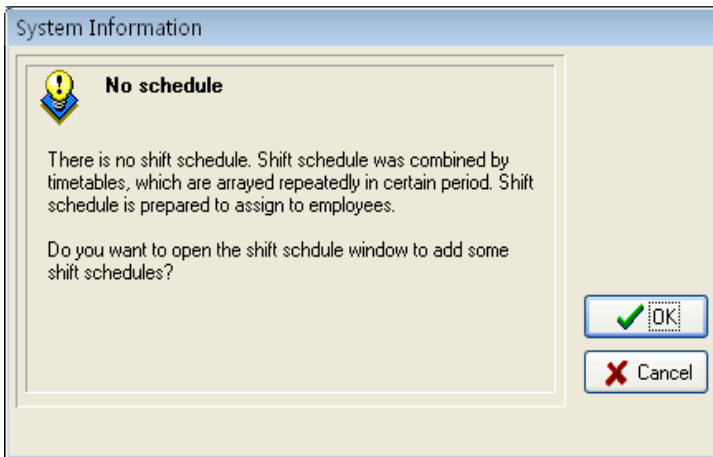 System Information
No schedule
There is no shift schedule. Shift schedule was combined by
timetables, which are arrayed repeatedly in certain period. Shift
schedule is prepared to assign to employees.
Do you want to open the shift schdule window to add some
shift schedules?
OK
Cancel